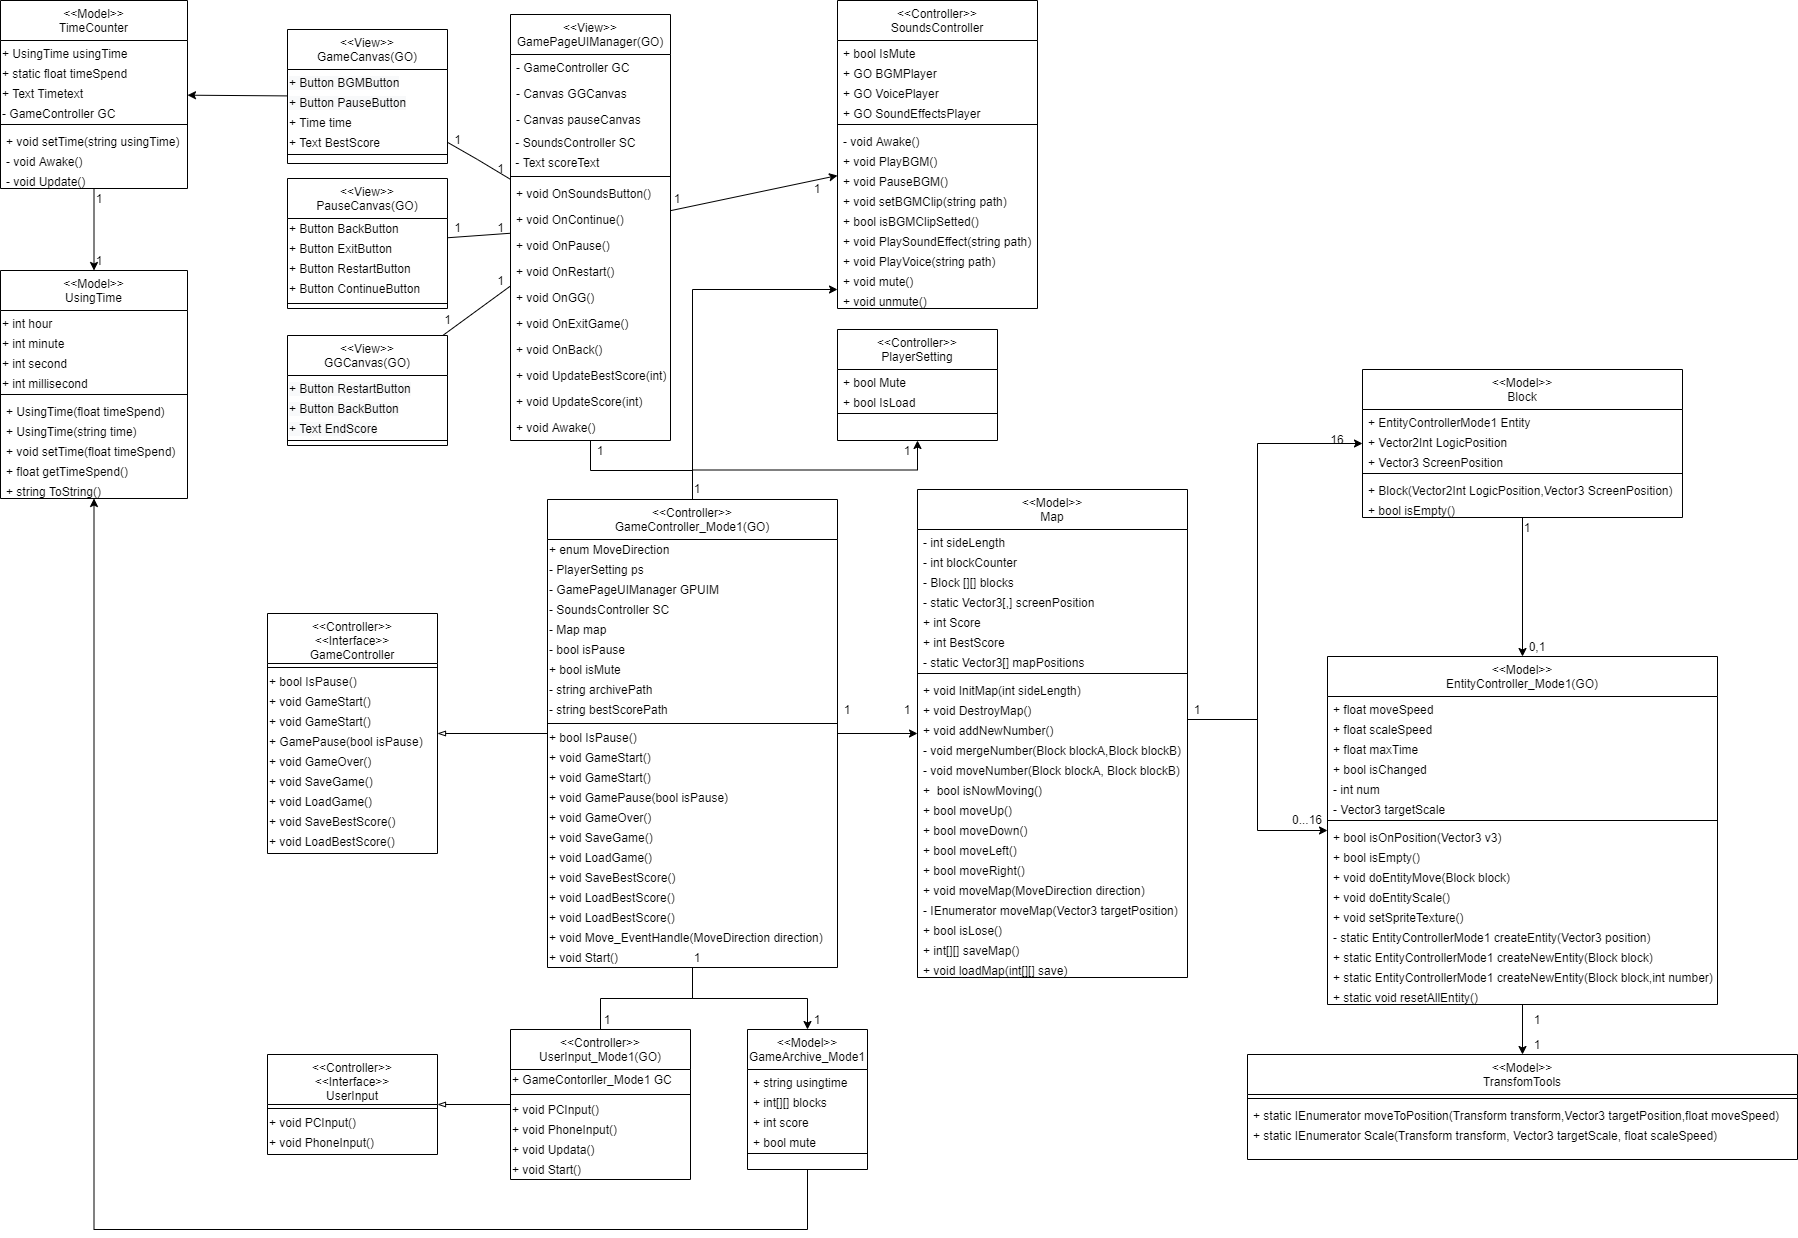 <<Model>>
TimeCounter
+ UsingTime usingTime
+ static float timeSpend
+ Text Timetext
- GameController GC
+ void setTime(string usingTime)
- void Awake()
- void Update()
1
1
<<Model>>
UsingTime
+ int hour
+ int minute
+ int second
+ int millisecond
+ UsingTime(float timeSpend)
+ UsingTime(string time)
+ void setTime(float timeSpend)
+ float getTimeSpend()
+ string ToString()
<<View>>
GameCanvas(GO)
+ Button BGMButton
+ Button PauseButton
+ Time time
+ Text BestScore
1
1
<<View>>
PauseCanvas(GO)
+ Button BackButton
+ Button ExitButton
+ Button RestartButton
+ Button ContinueButton
1
1
<<View>>
GGCanvas(GO)
+ Button RestartButton
+ Button BackButton
+ Text EndScore
1
1
<<View>>
GamePageUIManager(GO)
- GameController GC
- Canvas GGCanvas
- Canvas pauseCanvas
- SoundsController SC
- Text scoreText
+ void OnSoundsButton()
+ void OnContinue()
+ void OnPause()
+ void OnRestart()
+ void OnGG()
+ void OnExitGame()
+ void OnBack()
+ void UpdateBestScore(int)
+ void UpdateScore(int)
+ void Awake()
1
1
1
<<Controller>>
SoundsController
+ bool IsMute
+ GO BGMPlayer
+ GO VoicePlayer
+ GO SoundEffectsPlayer
- void Awake()
+ void PlayBGM()
+ void PauseBGM()
+ void setBGMClip(string path)
+ bool isBGMClipSetted()
+ void PlaySoundEffect(string path)
+ void PlayVoice(string path)
+ void mute()
+ void unmute()
<<Controller>>
PlayerSetting
+ bool Mute
+ bool IsLoad
1
1
<<Controller>>
GameController_Mode1(GO)
+ enum MoveDirection
- PlayerSetting ps
- GamePageUIManager GPUIM
- SoundsController SC
- Map map
- bool isPause
+ bool isMute
- string archivePath
- string bestScorePath
+ bool IsPause()
+ void GameStart()
+ void GameStart()
+ void GamePause(bool isPause)
+ void GameOver()
+ void SaveGame()
+ void LoadGame()
+ void SaveBestScore()
+ void LoadBestScore()
+ void LoadBestScore()
+ void Move_EventHandle(MoveDirection direction)
+ void Start()
1
1
1
<<Controller>>
<<Interface>>
GameController
+ bool IsPause()
+ void GameStart()
+ void GameStart()
+ GamePause(bool isPause)
+ void GameOver()
+ void SaveGame()
+ void LoadGame()
+ void SaveBestScore()
+ void LoadBestScore()
<<Model>>
Map
- int sideLength
- int blockCounter
- Block [][] blocks
- static Vector3[,] screenPosition
+ int Score
+ int BestScore
- static Vector3[] mapPositions
+ void InitMap(int sideLength)
+ void DestroyMap()
+ void addNewNumber()
- void mergeNumber(Block blockA,Block blockB)
- void moveNumber(Block blockA, Block blockB)
+ bool isNowMoving()
+ bool moveUp()
+ bool moveDown()
+ bool moveLeft()
+ bool moveRight()
+ void moveMap(MoveDirection direction)
- IEnumerator moveMap(Vector3 targetPosition)
+ bool isLose()
+ int[][] saveMap()
+ void loadMap(int[][] save)
1
16
0...16
<<Model>>
Block
+ EntityControllerMode1 Entity
+ Vector2Int LogicPosition
+ Vector3 ScreenPosition
+ Block(Vector2Int LogicPosition,Vector3 ScreenPosition)
+ bool isEmpty()
1
0,1
<<Model>>
EntityController_Mode1(GO)
+ float moveSpeed
+ float scaleSpeed
+ float maxTime
+ bool isChanged
- int num
- Vector3 targetScale
+ bool isOnPosition(Vector3 v3)
+ bool isEmpty()
+ void doEntityMove(Block block)
+ void doEntityScale()
+ void setSpriteTexture()
- static EntityControllerMode1 createEntity(Vector3 position)
+ static EntityControllerMode1 createNewEntity(Block block)
+ static EntityControllerMode1 createNewEntity(Block block,int number)
+ static void resetAllEntity()
1
1
<<Model>>
TransfomTools
+ static IEnumerator moveToPosition(Transform transform,Vector3 targetPosition,float moveSpeed)
+ static IEnumerator Scale(Transform transform, Vector3 targetScale, float scaleSpeed)
<<Controller>>
<<Interface>>
UserInput
+ void PCInput()
+ void PhoneInput()
1
<<Controller>>
UserInput_Mode1(GO)
+ GameContorller_Mode1 GC
+ void PCInput()
+ void PhoneInput()
+ void Updata()
+ void Start()
1
<<Model>>
GameArchive_Mode1
+ string usingtime
+ int[][] blocks
+ int score
+ bool mute